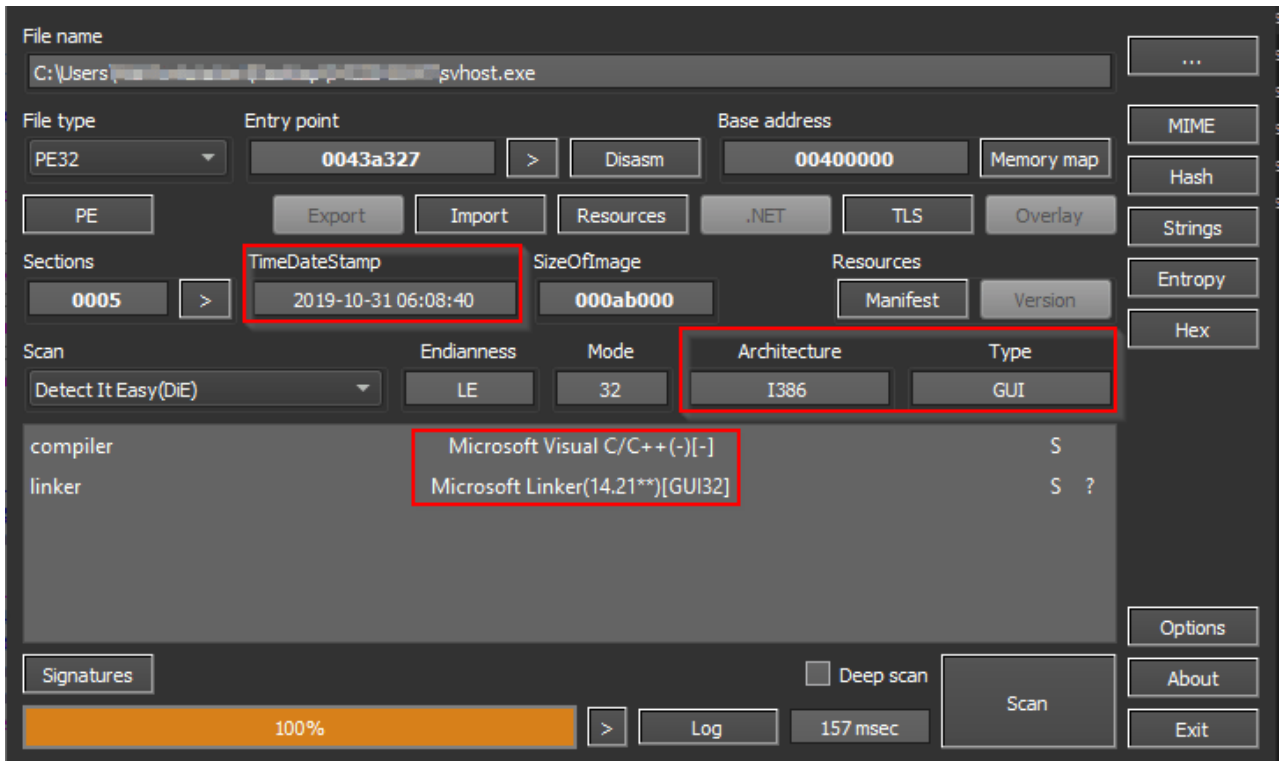 File name
C:\Users\ svhost.exe
...
File type Entry point Base address
PE32 0043a327 > Disasm 00400000 Memory map
MIME
Hash
PE Export Import Resources .NET TLS Overlay
Strings
Sections TimeDateStamp SizeOfImage Resources
0005 > 2019-10-31 06:08:40 000ab000 Manifest Version
Entropy
Hex
Scan Endianness Mode Architecture Type
Detect It Easy(DiE) LE 32 I386 GUI
compiler Microsoft Visual C/C++(-)[-] S
linker Microsoft Linker(14.21**)[GUI32] S ?
Options
Signatures Deep scan Scan About
100% > Log 157 msec Exit